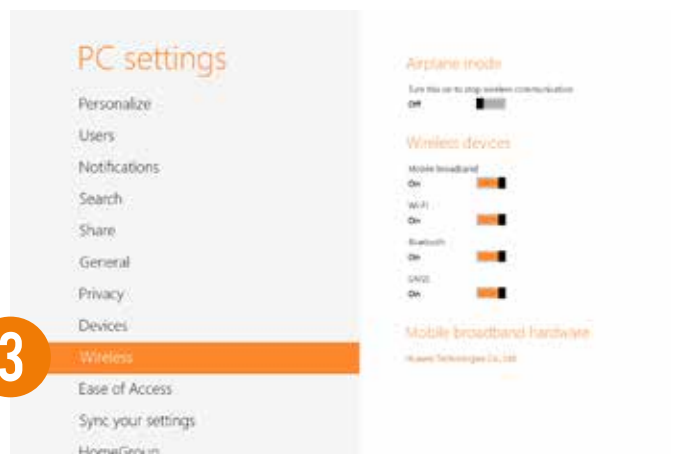 PC settings
Personalize
Users
Notifications
Search
Share
General
Privacy
Devices
3
Wireless
Ease of Access
Sync your settings
HomeGroup
Airplane mode
Turn this on to stop wireless communication
Off
Wireless devices
Mobile broadband
On
Wi-Fi
On
Bluetooth
On
GNSS
On
Mobile broadband hardware
Huawei Technologies Co., Ltd.